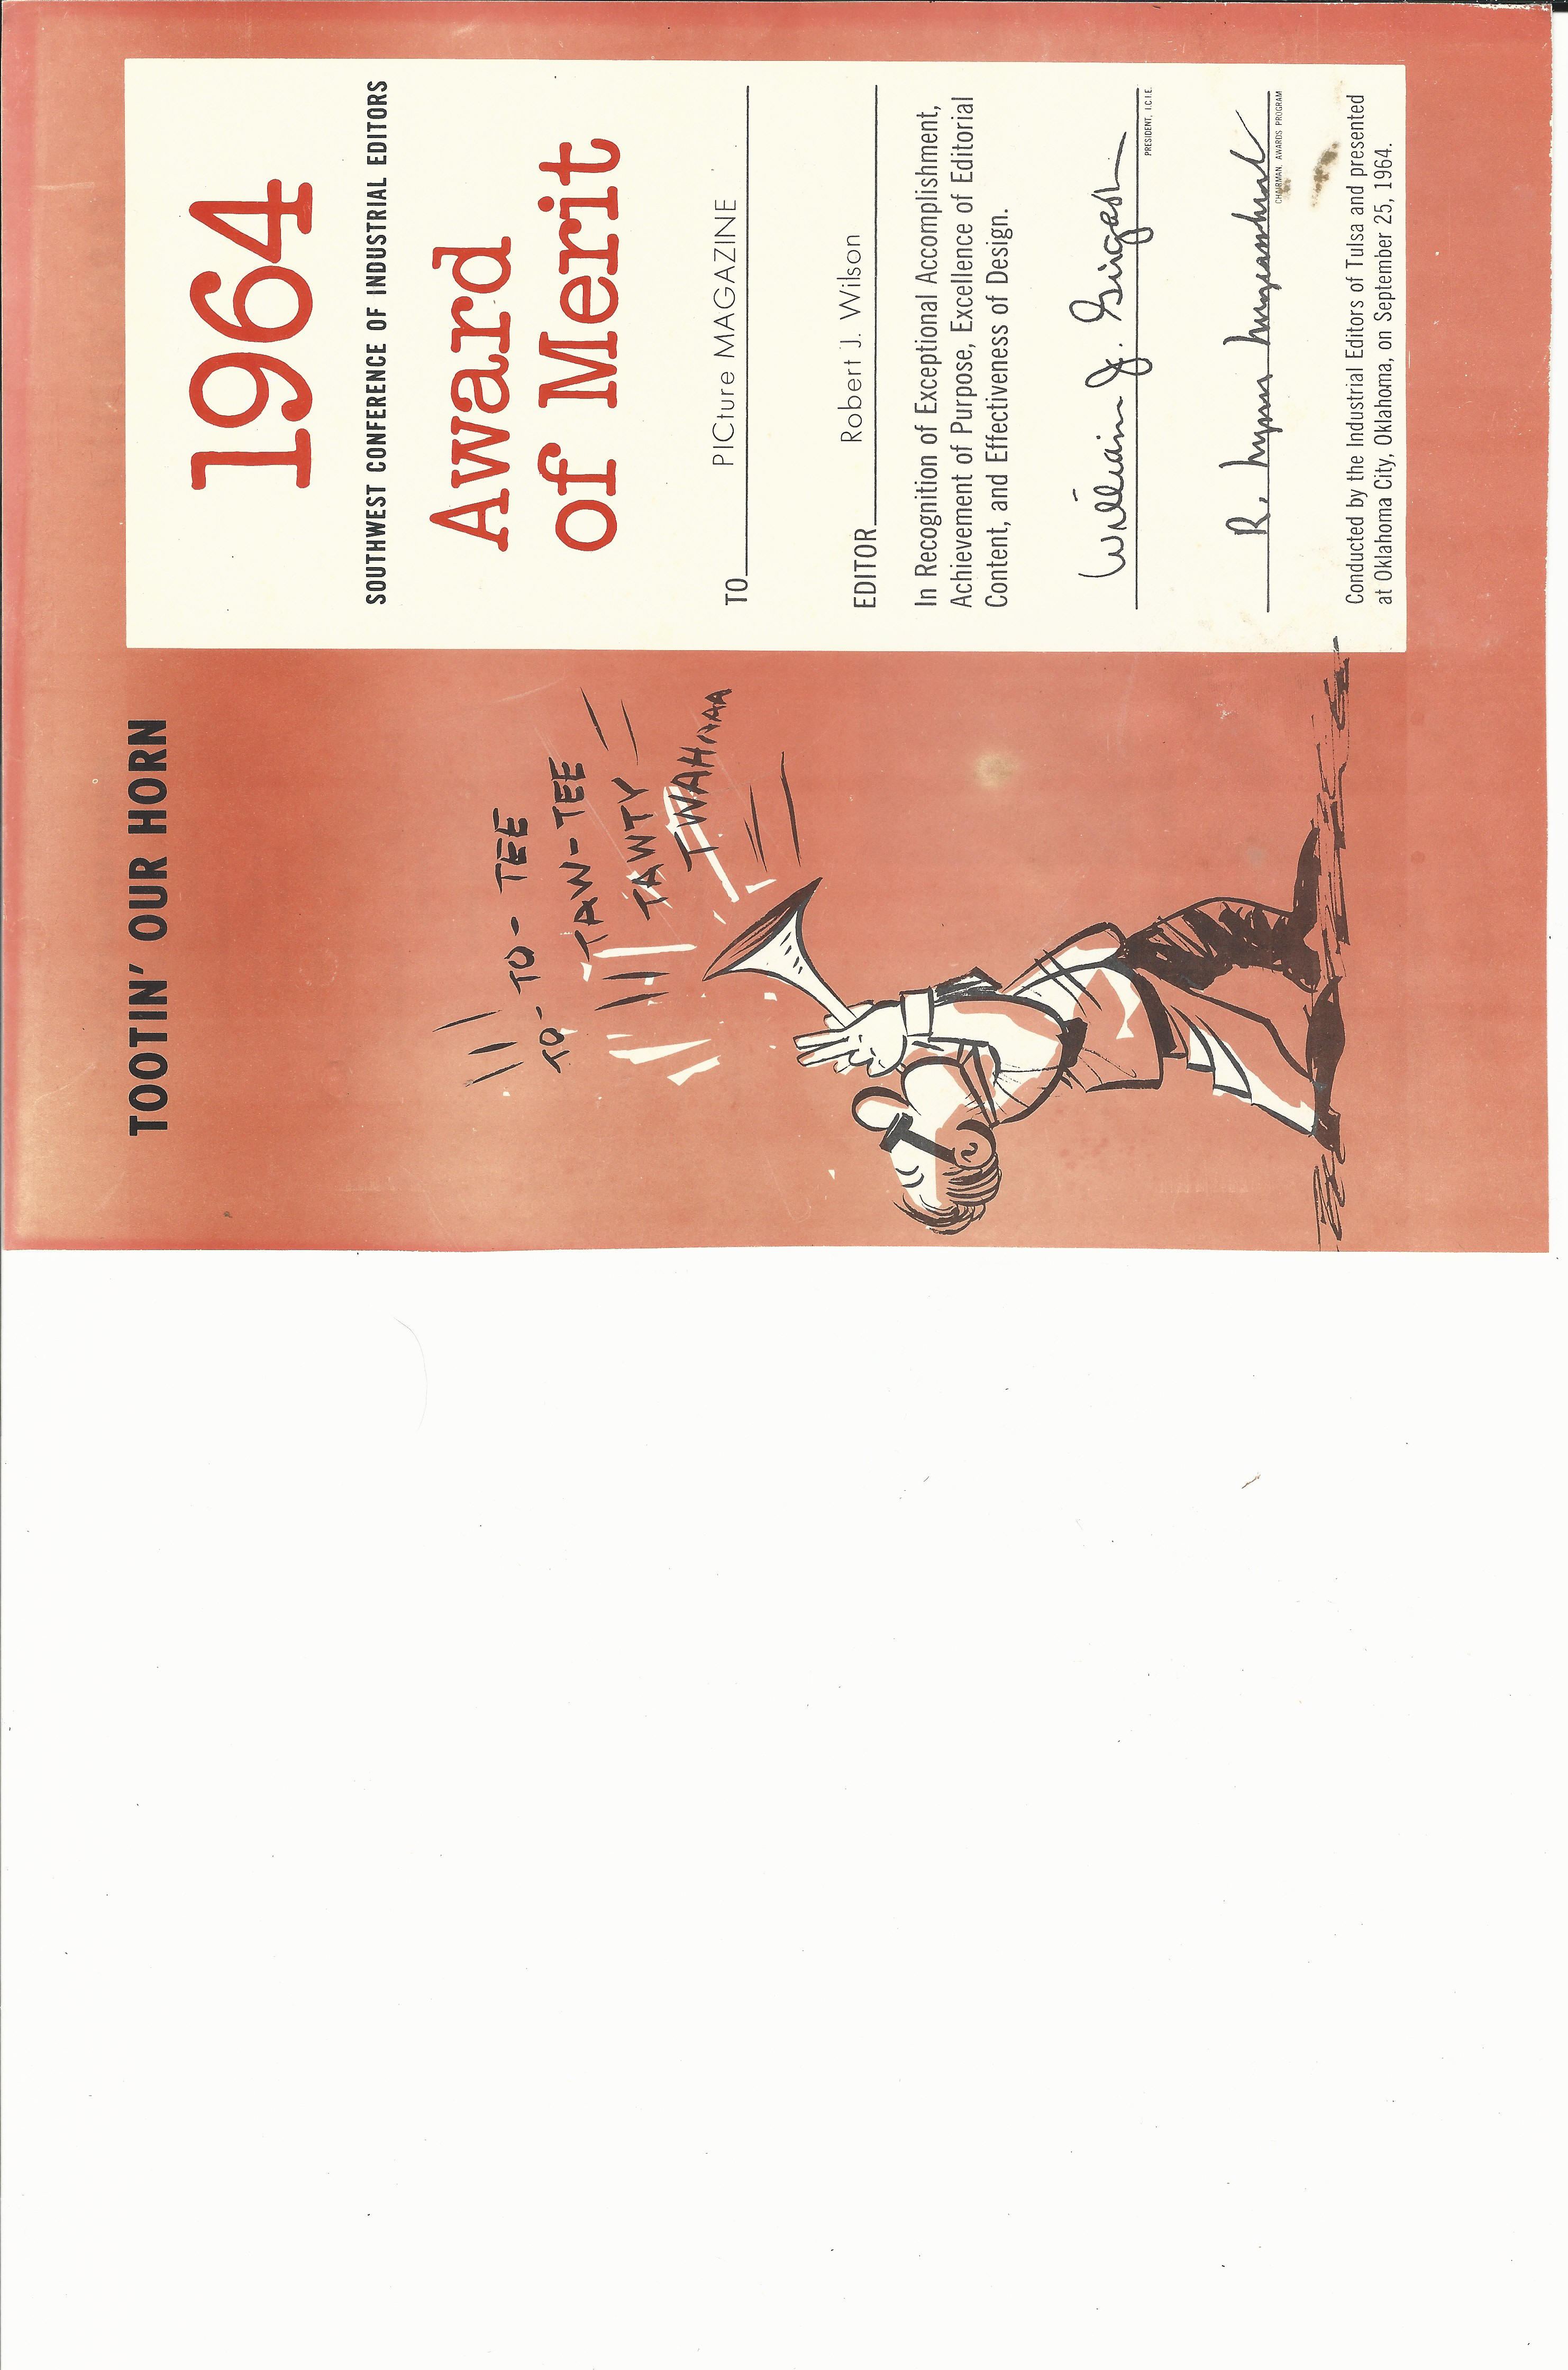 TOOTIN' OUR HORN
TO-TO-TEE
TAW-TEE
TAWTY
TWAHAAAA
1964
SOUTHWEST CONFERENCE OF INDUSTRIAL EDITORS
Award
of Merit
TO PICture MAGAZINE
EDITOR Robert J. Wilson
In Recognition of Exceptional Accomplishment,
Achievement of Purpose, Excellence of Editorial
Content, and Effectiveness of Design.
William J.
PRESIDENT, I.C.I.E.
R. Lynn
CHAIRMAN, AWARDS PROGRAM
Conducted by the Industrial Editors of Tulsa and presented
at Oklahoma City, Oklahoma, on September 25, 1964.